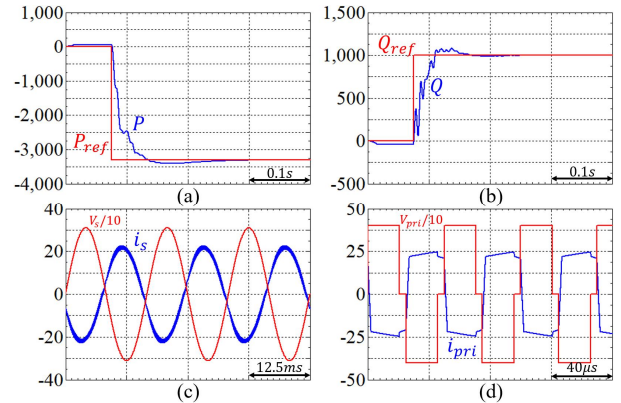 1,000
0
-1,000
-2,000
-3,000
-4,000
P
P_ref
0.1s
(a)
1,500
1,000
500
0
-500
Q_ref
Q
0.1s
(b)
40
20
0
-20
-40
V_s/10
i_s
12.5ms
(c)
50
25
0
-25
-50
V_pri/10
i_pri
40μs
(d)